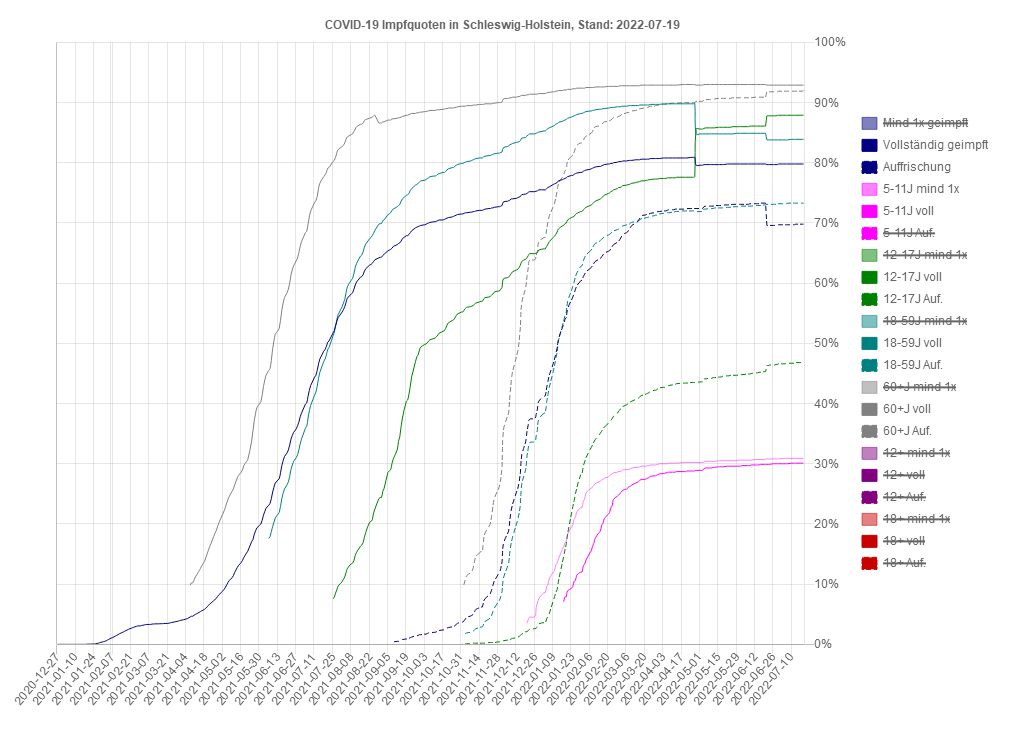 COVID-19 Impfquoten in Schleswig-Holstein, Stand: 2022-07-19
100%
90%
80%
70%
60%
50%
40%
30%
20%
10%
0%
Mind 1x geimpft
Vollständig geimpft
Auffrischung
5-11J mind 1x
5-11J voll
5-11J Auf.
12-17J mind 1x
12-17J voll
12-17J Auf.
18-59J mind 1x
18-59J voll
18-59J Auf.
60+J mind 1x
60+J voll
60+J Auf.
12+ mind 1x
12+ voll
12+ Auf.
18+ mind 1x
18+ voll
18+ Auf.
2020-12-27
2021-01-10
2021-01-24
2021-02-07
2021-02-21
2021-03-07
2021-03-21
2021-04-04
2021-04-18
2021-05-02
2021-05-16
2021-05-30
2021-06-13
2021-06-27
2021-07-11
2021-07-25
2021-08-08
2021-08-22
2021-09-05
2021-09-19
2021-10-03
2021-10-17
2021-10-31
2021-11-14
2021-11-28
2021-12-12
2021-12-26
2022-01-09
2022-01-23
2022-02-06
2022-02-20
2022-03-06
2022-03-20
2022-04-03
2022-04-17
2022-05-01
2022-05-15
2022-05-29
2022-06-12
2022-06-26
2022-07-10